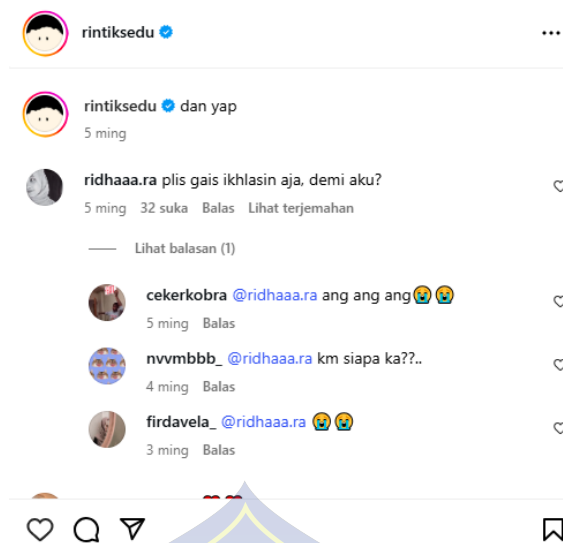 rintiksedu
rintiksedu dan yap
5 ming
ridhaaa.ra plis gais ikhlasin aja, demi aku?
5 ming 32 suka Balas Lihat terjemahan
Lihat balasan (1)
cekerkobra @ridhaaa.ra ang ang ang😭😭
5 ming Balas
nvvmbbb_ @ridhaaa.ra km siapa ka??..
4 ming Balas
firdavela_ @ridhaaa.ra 😭😭
3 ming Balas